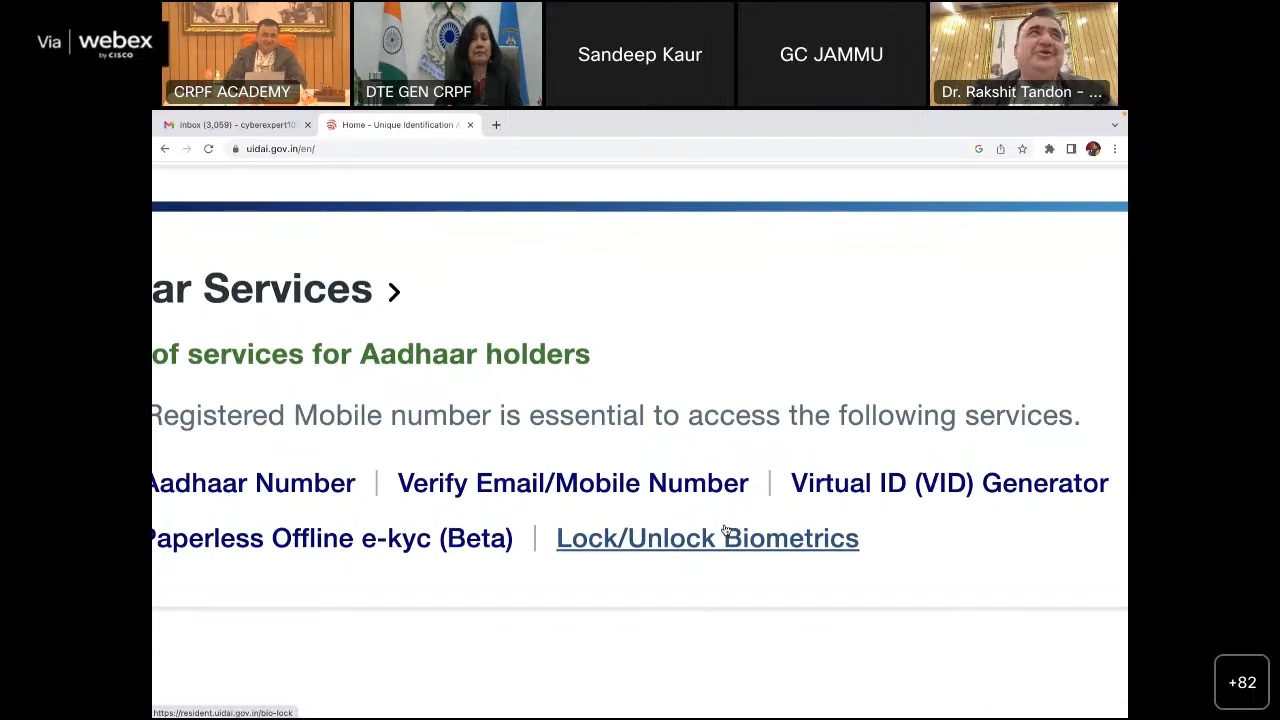 Via | webex
by CISCO
CRPF ACADEMY
DTE GEN CRPF
Sandeep Kaur
GC JAMMU
Dr. Rakshit Tandon - ...
Inbox (3,059) - cyberexpert10
Home - Unique Identification
uidai.gov.in/en/
ar Services
of services for Aadhaar holders
Registered Mobile number is essential to access the following services.
Aadhaar Number | Verify Email/Mobile Number | Virtual ID (VID) Generator
Paperless Offline e-kyc (Beta) | Lock/Unlock Biometrics
+82
https://resident.uidai.gov.in/bio-lock